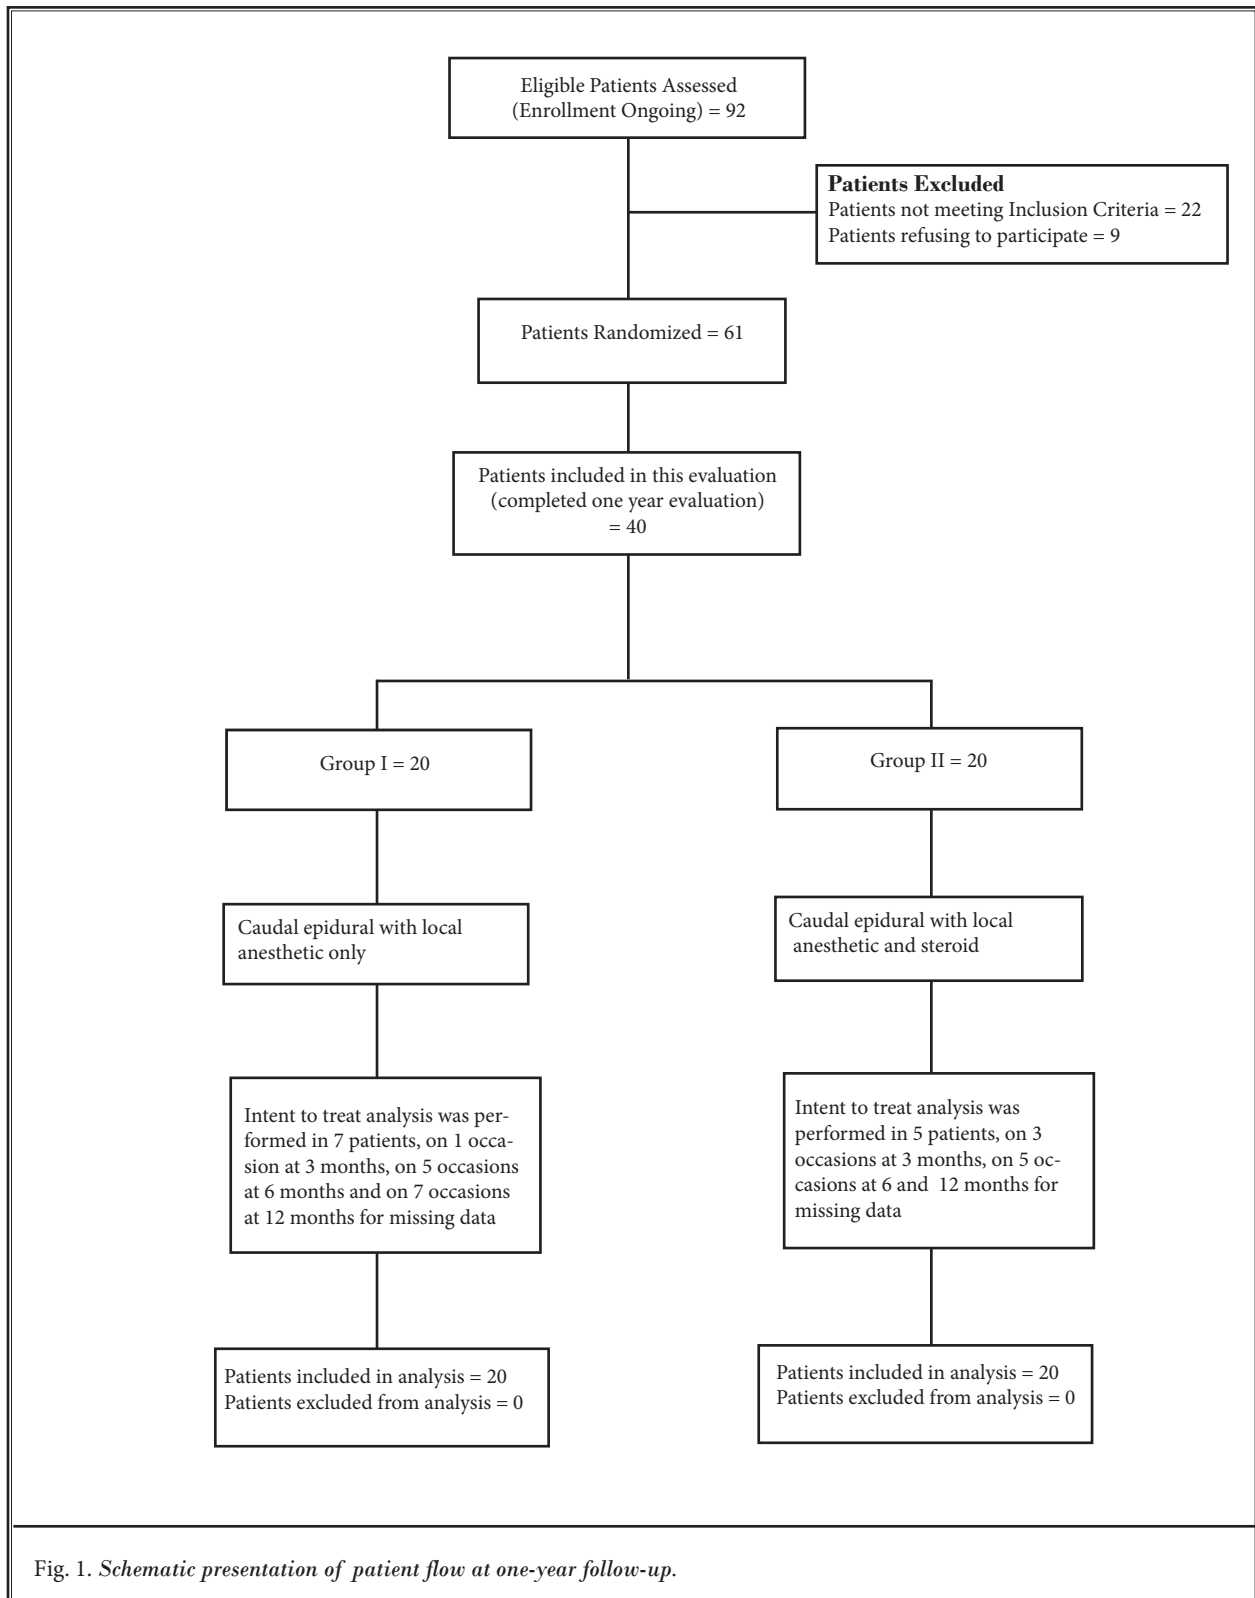 Eligible Patients Assessed
(Enrollment Ongoing) = 92
Patients Excluded
Patients not meeting Inclusion Criteria = 22
Patients refusing to participate = 9
Patients Randomized = 61
Patients included in this evaluation
(completed one year evaluation)
= 40
Group I = 20
Group II = 20
Caudal epidural with local
anesthetic only
Caudal epidural with local
anesthetic and steroid
Intent to treat analysis was per-
formed in 7 patients, on 1 occa-
sion at 3 months, on 5 occasions
at 6 months and on 7 occasions
at 12 months for missing data
Intent to treat analysis was
performed in 5 patients, on 3
occasions at 3 months, on 5 oc-
casions at 6 and 12 months for
missing data
Patients included in analysis = 20
Patients excluded from analysis = 0
Patients included in analysis = 20
Patients excluded from analysis = 0
Fig. 1. Schematic presentation of patient flow at one-year follow-up.